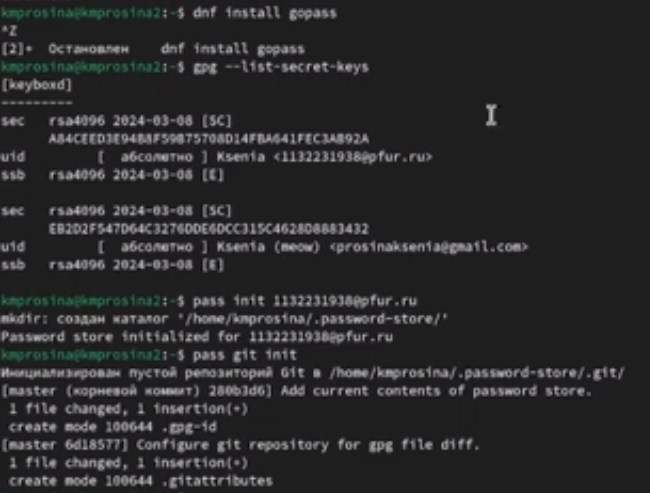 kmprosina@kmprosina2:~$ dnf install gopass
^Z
[2]+  Остановлен    dnf install gopass
kmprosina@kmprosina2:~$ gpg --list-secret-keys
[keyboxd]
---------
sec   rsa4096 2024-03-08 [SC]
      A84CEED3E94B8F59B75708D14FBA641FEC3AB92A
uid           [  абсолютно ] Ksenia <1132231938@pfur.ru>
ssb   rsa4096 2024-03-08 [E]
sec   rsa4096 2024-03-08 [SC]
      EB2D2F547D64C3276DDE6DCC315C4628D8883432
uid           [  абсолютно ] Ksenia (meow) <prosinaksenia@gmail.com>
ssb   rsa4096 2024-03-08 [E]
kmprosina@kmprosina2:~$ pass init 1132231938@pfur.ru
mkdir: создан каталог '/home/kmprosina/.password-store/'
Password store initialized for 1132231938@pfur.ru
kmprosina@kmprosina2:~$ pass git init
Инициализирован пустой репозиторий Git в /home/kmprosina/.password-store/.git/
[master (корневой коммит) 280b3d6] Add current contents of password store.
 1 file changed, 1 insertion(+)
 create mode 100644 .gpg-id
[master 6d18577] Configure git repository for gpg file diff.
 1 file changed, 1 insertion(+)
 create mode 100644 .gitattributes